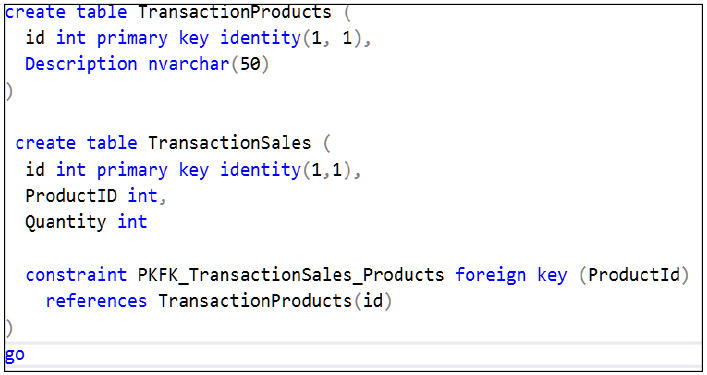 create table TransactionProducts (
id int primary key identity(1, 1),
Description nvarchar(50)
)
create table TransactionSales (
id int primary key identity(1,1),
ProductID int,
Quantity int
constraint PKFK_TransactionSales_Products foreign key (ProductId)
references TransactionProducts(id)
)
go